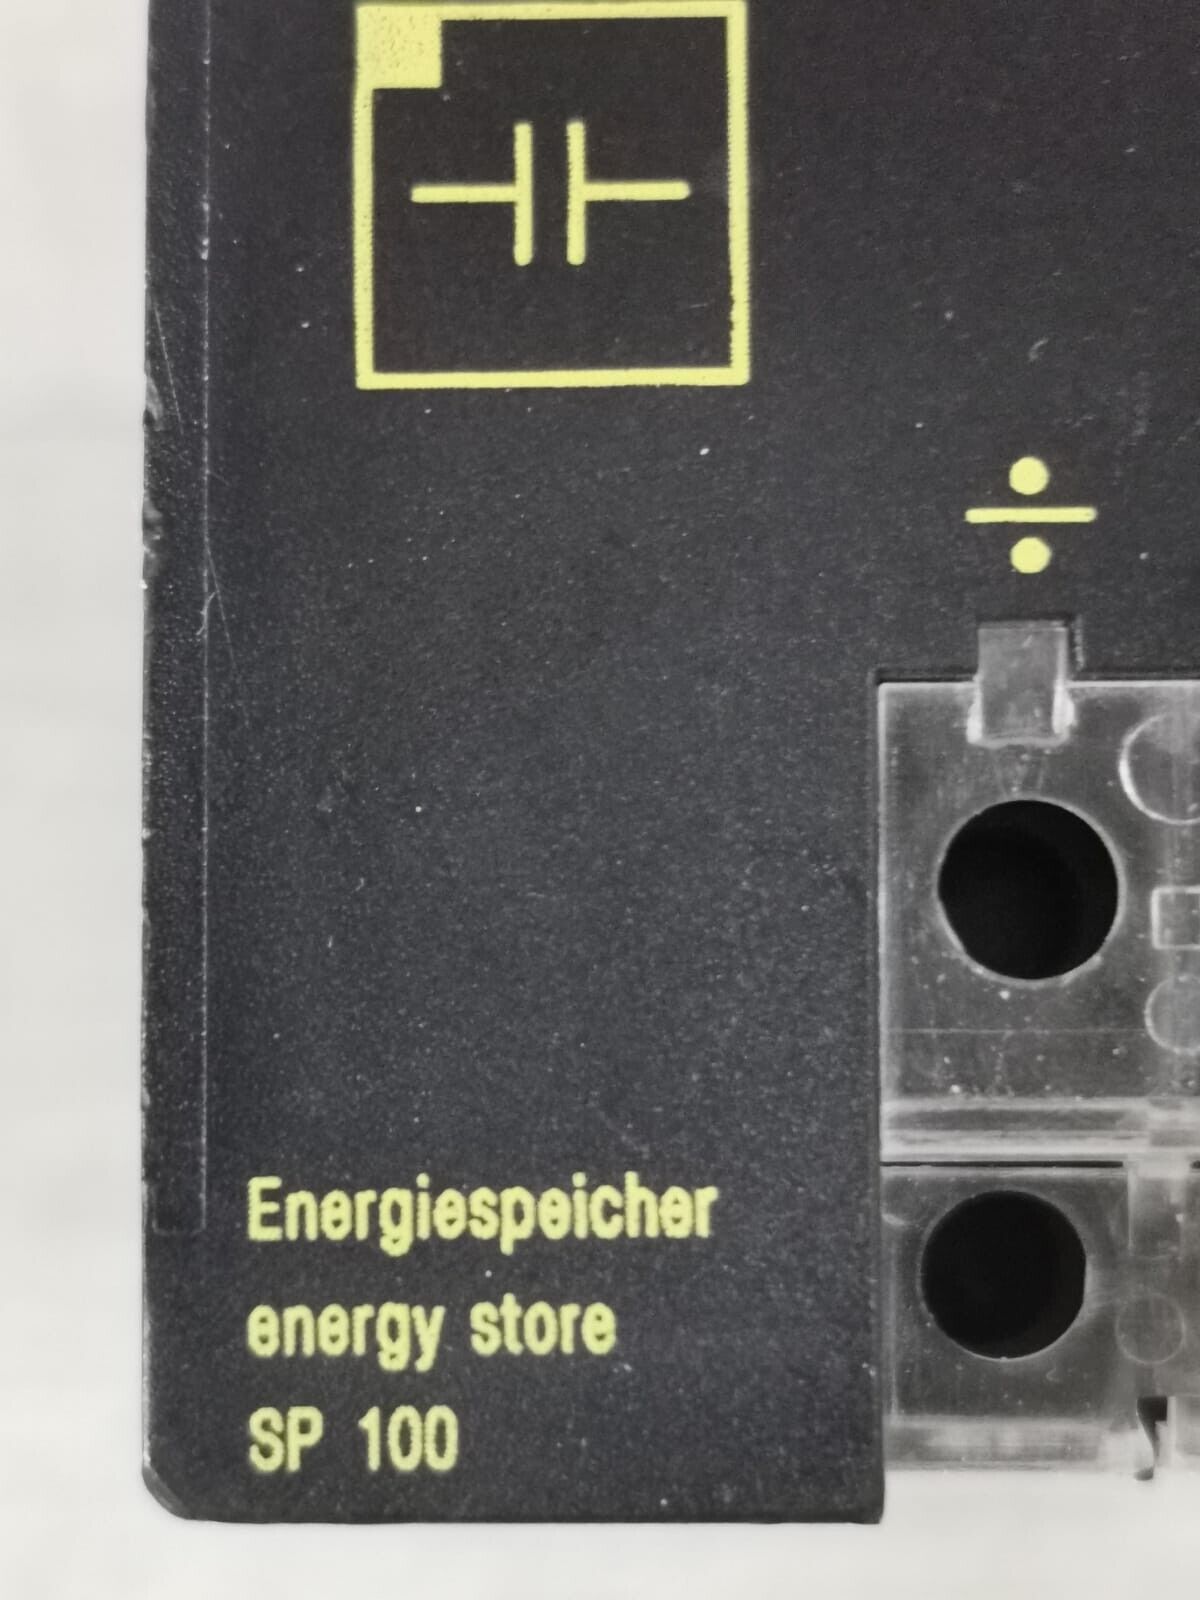 ÷
Energiespeicher
energy store
SP 100